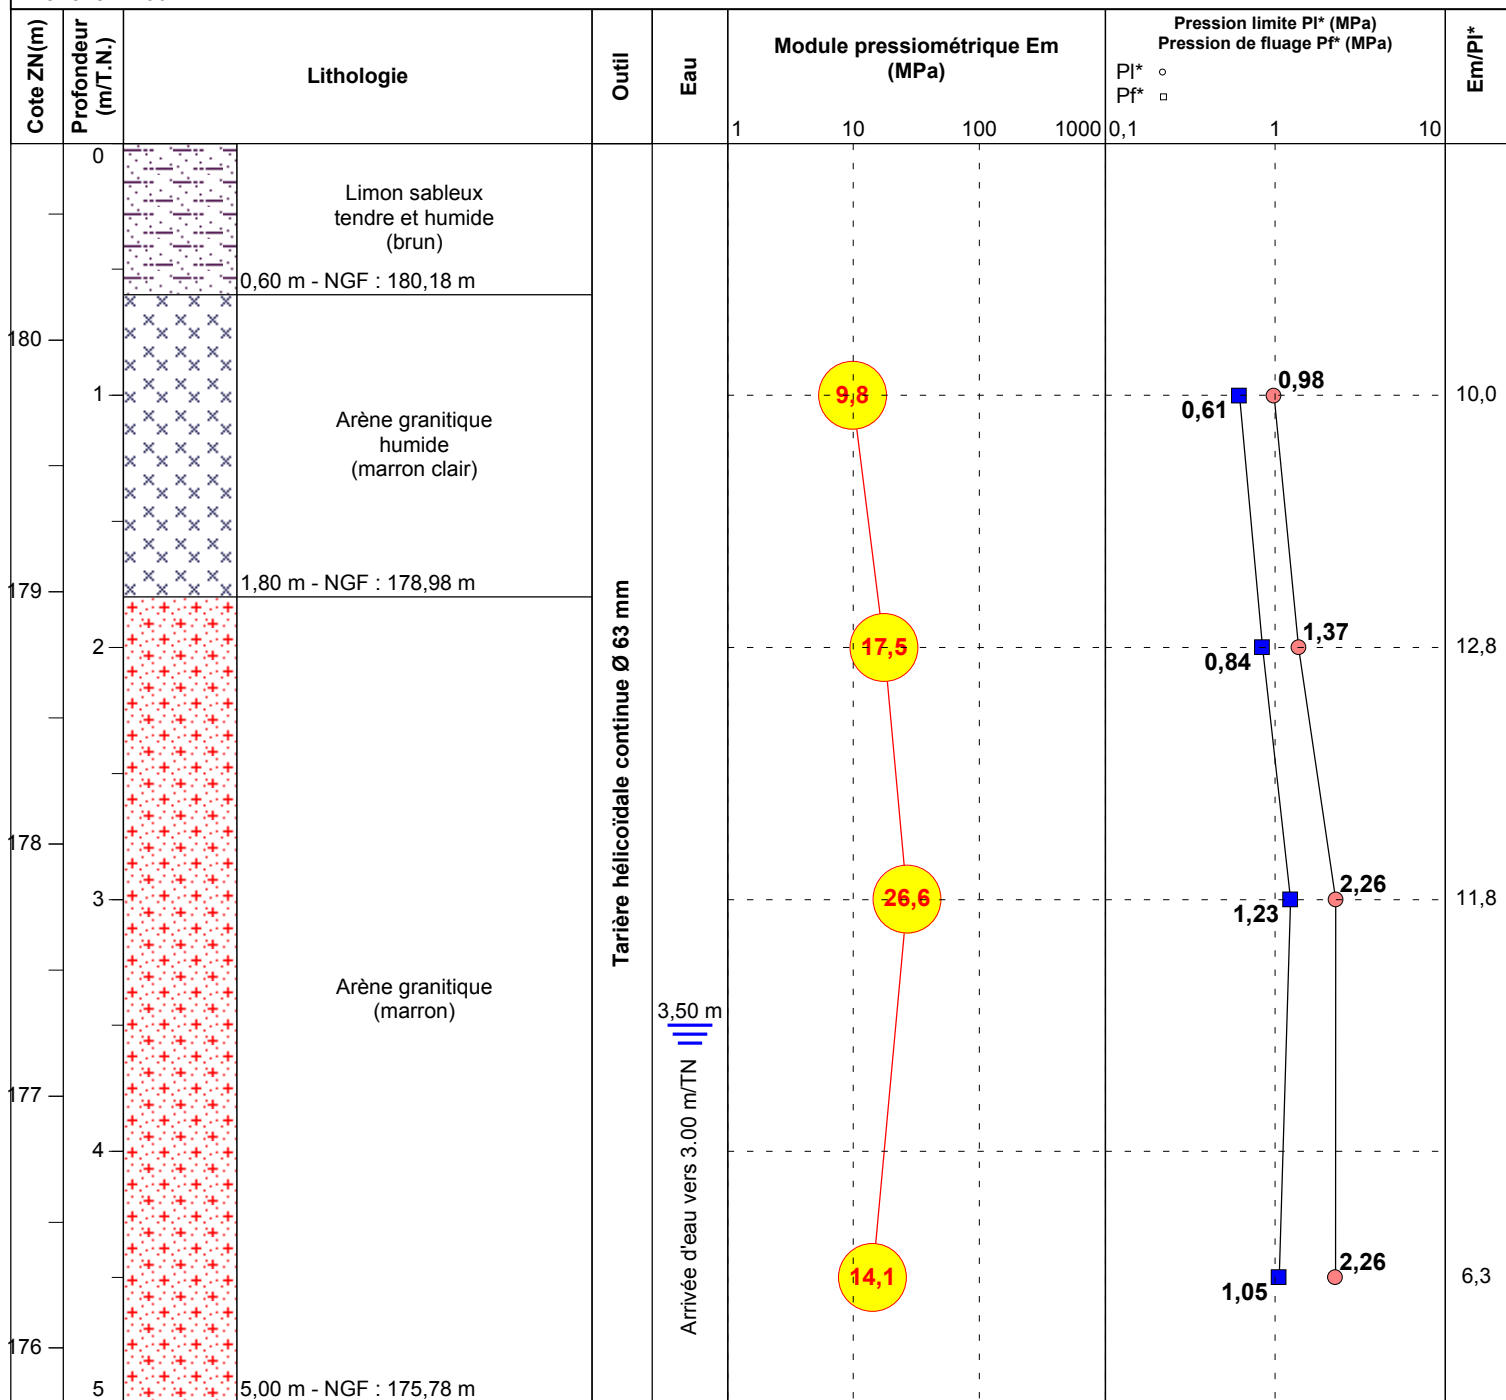 Cote ZN(m)
Profondeur
(m/T.N.)
Lithologie
Outil
Eau
Module pressiométrique Em
(MPa)
1 10 100 1000
Pression limite Pl* (MPa)
Pression de fluage Pf* (MPa)
Pl*
Pf*
0,1 1 10
Em/Pl*
0
Limon sableux
tendre et humide
(brun)
0,60 m - NGF : 180,18 m
180
1
Arène granitique
humide
(marron clair)
9,8
0,98
0,61
10,0
1,80 m - NGF : 178,98 m
179
2
17,5
1,37
0,84
12,8
Tarière hélicoïdale continue Ø 63 mm
178
3
26,6
2,26
1,23
11,8
Arène granitique
(marron)
3,50 m
Arrivée d'eau vers 3.00 m/TN
177
4
14,1
2,26
1,05
6,3
176
5
5,00 m - NGF : 175,78 m